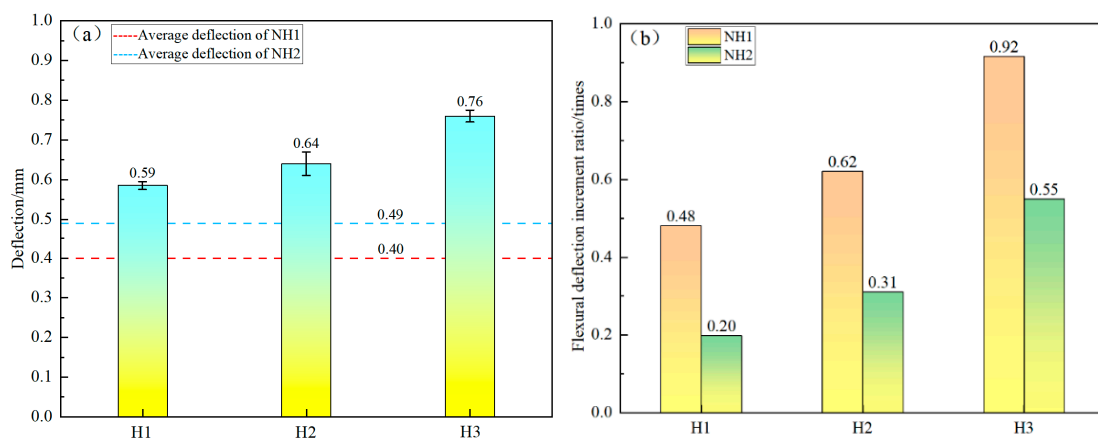 (a)
Average deflection of NH1
Average deflection of NH2
Deflection/mm
1.0
0.9
0.8
0.7
0.6
0.5
0.4
0.3
0.2
0.1
0.0
0.59
0.64
0.76
0.49
0.40
H1
H2
H3
(b)
NH1
NH2
Flexural deflection increment ratio/times
1.0
0.8
0.6
0.4
0.2
0.0
0.48
0.20
0.62
0.31
0.92
0.55
H1
H2
H3